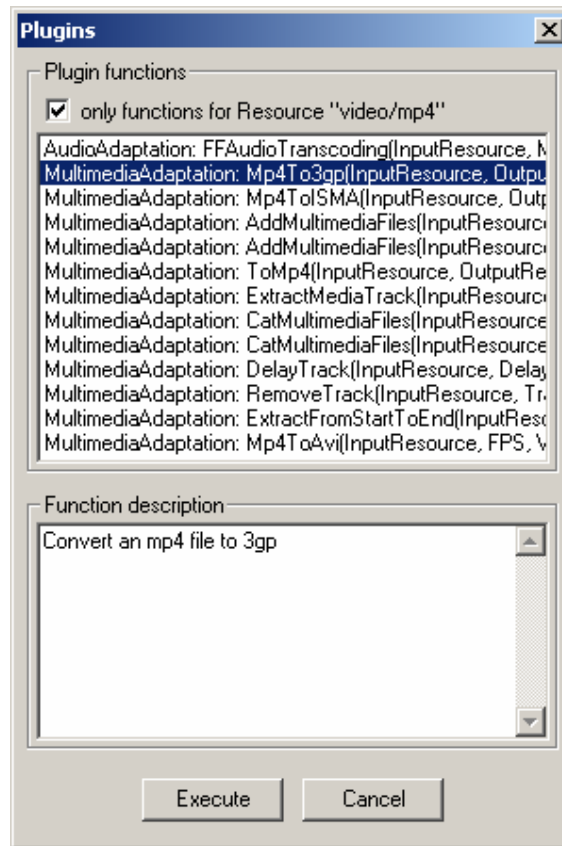 Plugins
Plugin functions
only functions for Resource "video/mp4"
AudioAdaptation: FFAudioTranscoding(InputResource, M
MultimediaAdaptation: Mp4To3gp(InputResource, Outpu
MultimediaAdaptation: Mp4ToISMA(InputResource, Outp
MultimediaAdaptation: AddMultimediaFiles(InputResourc
MultimediaAdaptation: AddMultimediaFiles(InputResourc
MultimediaAdaptation: ToMp4(InputResource, OutputRe
MultimediaAdaptation: ExtractMediaTrack(InputResourc
MultimediaAdaptation: CatMultimediaFiles(InputResource
MultimediaAdaptation: CatMultimediaFiles(InputResource
MultimediaAdaptation: DelayTrack(InputResource, Delay
MultimediaAdaptation: RemoveTrack(InputResource, Tr
MultimediaAdaptation: ExtractFromStartToEnd(InputReso
MultimediaAdaptation: Mp4ToAvi(InputResource, FPS, V
Function description
Convert an mp4 file to 3gp
Execute Cancel